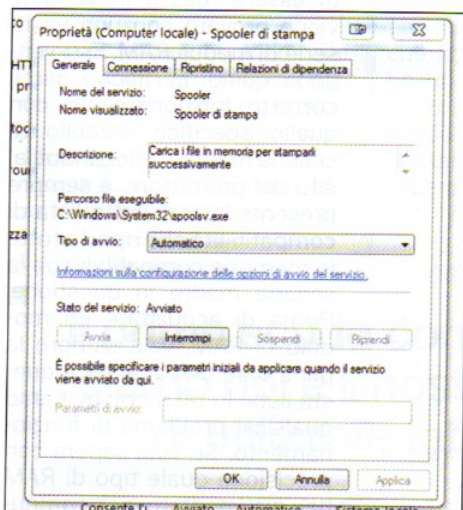 Proprietà (Computer locale) - Spooler di stampa
Generale Connessione Ripristino Relazioni di dipendenza
Nome del servizio: Spooler
Nome visualizzato: Spooler di stampa
Descrizione: Carica i file in memoria per stamparli
successivamente
Percorso file eseguibile:
C:\Windows\System32\spoolsv.exe
Tipo di avvio: Automatico
Informazioni sulla configurazione delle opzioni di avvio del servizio.
Stato del servizio: Avviato
Avvia Interrompi Sospendi Riprendi
È possibile specificare i parametri iniziali da applicare quando il servizio
viene avviato da qui.
Parametri di avvio:
OK Annulla Applica
Consente l'i Avviato Automatico Sistema locale